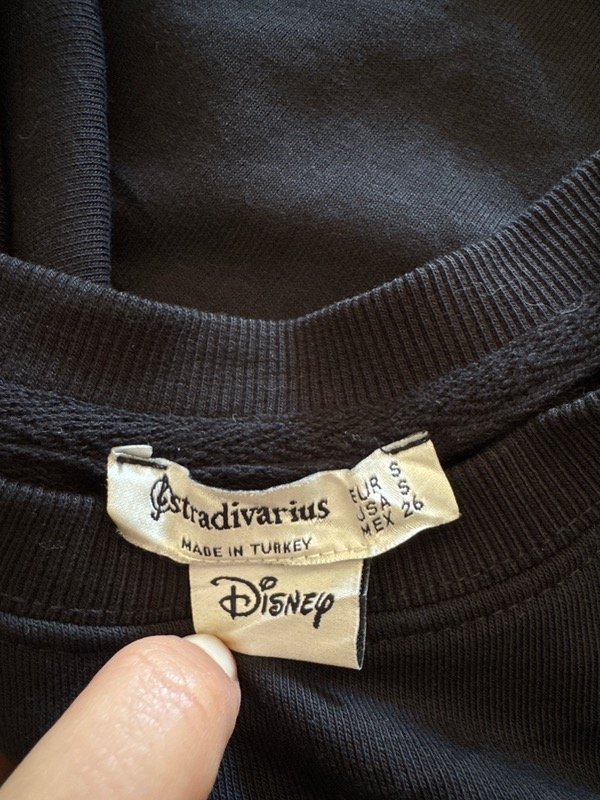 stradivarius
MADE IN TURKEY
EUR S
USA S
MEX 26
Disney